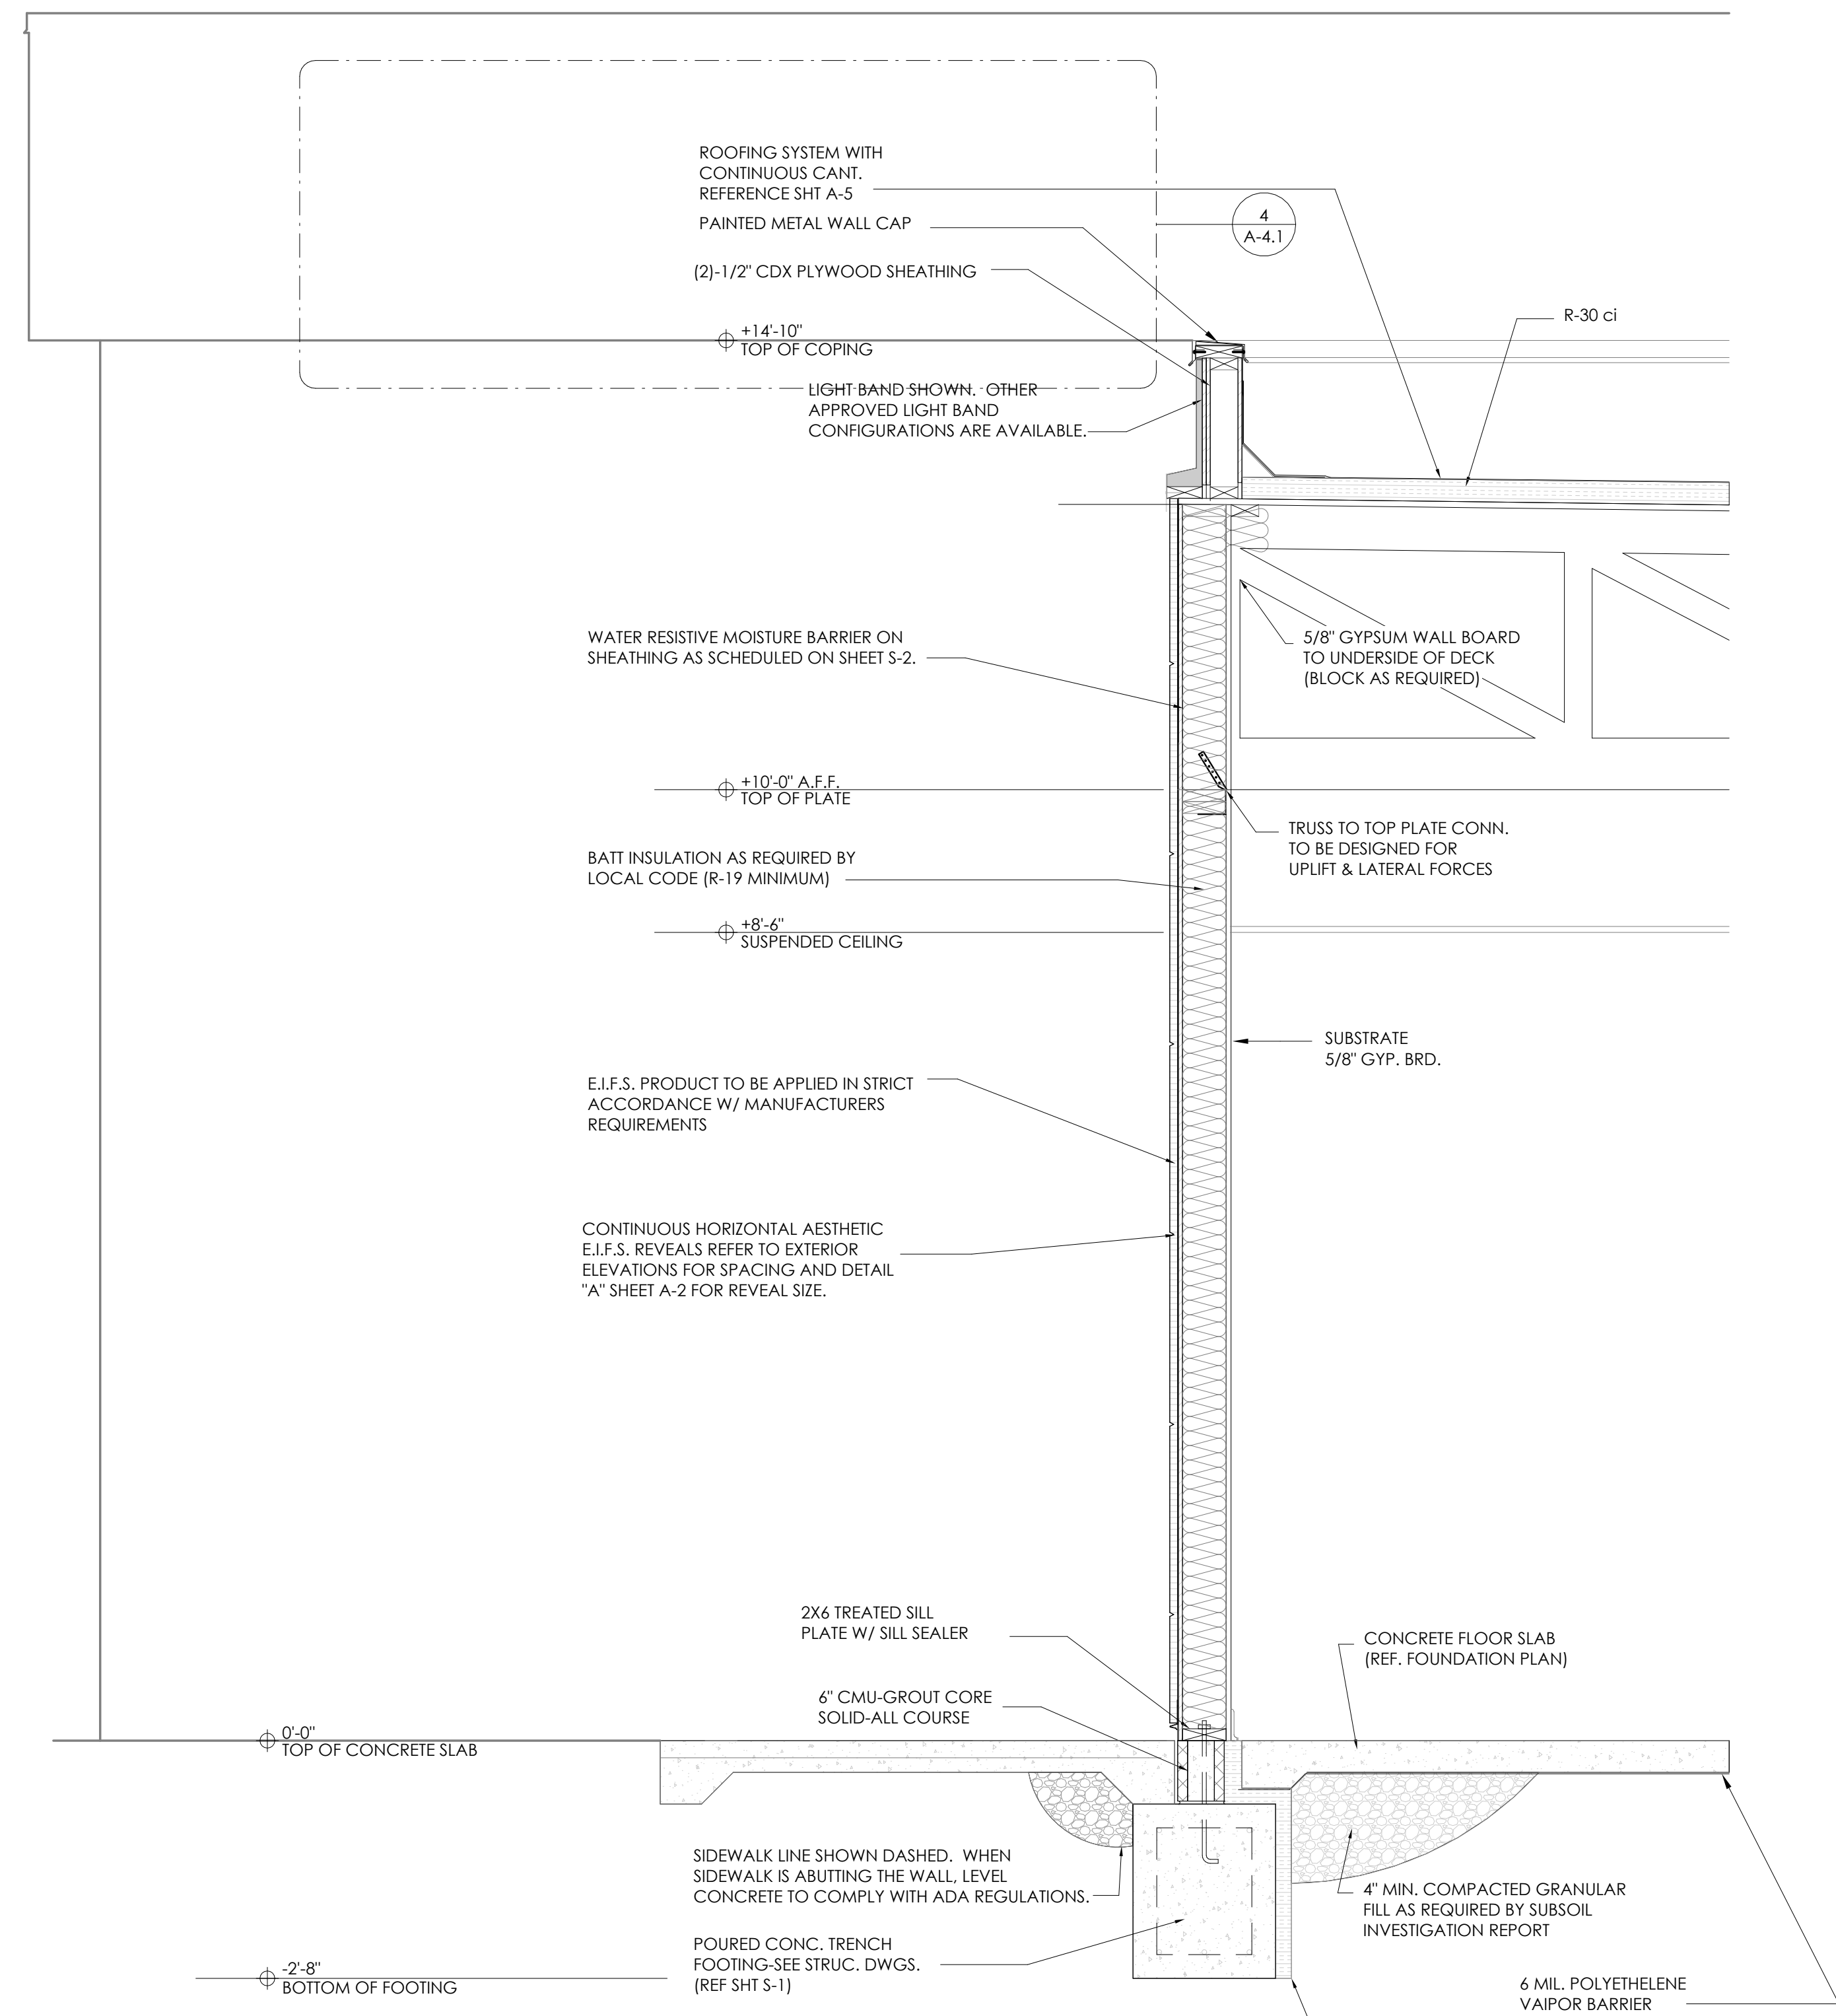 ROOFING SYSTEM WITH
CONTINUOUS CANT.
REFERENCE SHT A-5
PAINTED METAL WALL CAP
4
A-4.1
(2)-1/2" CDX PLYWOOD SHEATHING
R-30 ci
+14'-10"
TOP OF COPING
LIGHT BAND SHOWN.  OTHER
APPROVED LIGHT BAND
CONFIGURATIONS ARE AVAILABLE.
WATER RESISTIVE MOISTURE BARRIER ON
SHEATHING AS SCHEDULED ON SHEET S-2.
5/8" GYPSUM WALL BOARD
TO UNDERSIDE OF DECK
(BLOCK AS REQUIRED)
+10'-0" A.F.F.
TOP OF PLATE
TRUSS TO TOP PLATE CONN.
TO BE DESIGNED FOR
UPLIFT & LATERAL FORCES
BATT INSULATION AS REQUIRED BY
LOCAL CODE (R-19 MINIMUM)
+8'-6"
SUSPENDED CEILING
SUBSTRATE
5/8" GYP. BRD.
E.I.F.S. PRODUCT TO BE APPLIED IN STRICT
ACCORDANCE W/ MANUFACTURERS
REQUIREMENTS
CONTINUOUS HORIZONTAL AESTHETIC
E.I.F.S. REVEALS REFER TO EXTERIOR
ELEVATIONS FOR SPACING AND DETAIL
"A" SHEET A-2 FOR REVEAL SIZE.
2X6 TREATED SILL
PLATE W/ SILL SEALER
CONCRETE FLOOR SLAB
(REF. FOUNDATION PLAN)
6" CMU-GROUT CORE
SOLID-ALL COURSE
0'-0"
TOP OF CONCRETE SLAB
SIDEWALK LINE SHOWN DASHED.  WHEN
SIDEWALK IS ABUTTING THE WALL, LEVEL
CONCRETE TO COMPLY WITH ADA REGULATIONS.
4" MIN. COMPACTED GRANULAR
FILL AS REQUIRED BY SUBSOIL
INVESTIGATION REPORT
POURED CONC. TRENCH
FOOTING-SEE STRUC. DWGS.
(REF SHT S-1)
-2'-8"
BOTTOM OF FOOTING
6 MIL. POLYETHELENE
VAIPOR BARRIER